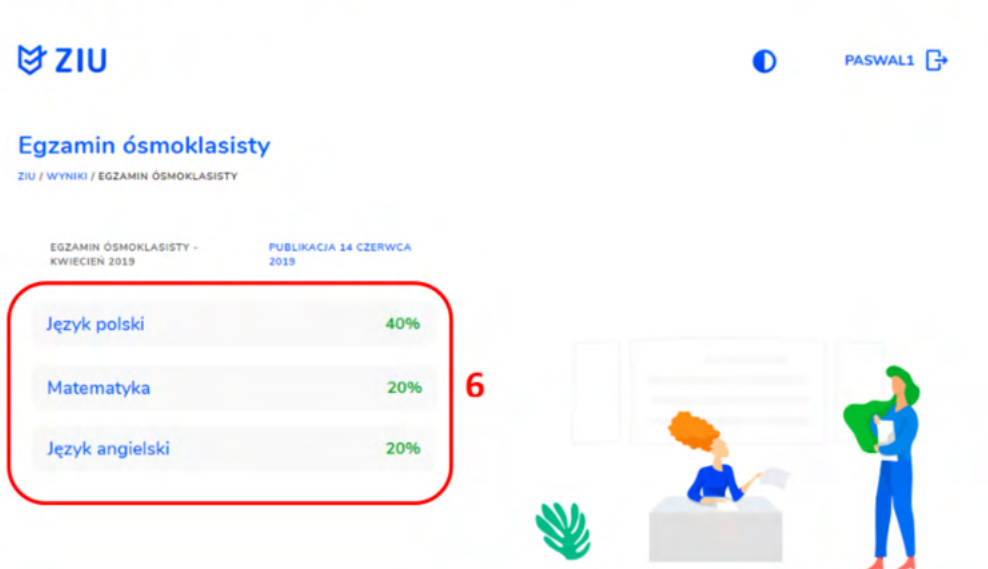 ZIU
PASWAL1
Egzamin ósmoklasisty
ZIU / WYNIKI / EGZAMIN ÓSMOKLASISTY
EGZAMIN ÓSMOKLASISTY -
KWIECIEŃ 2019
PUBLIKACJA 14 CZERWCA
2019
Język polski 40%
Matematyka 20%
6
Język angielski 20%